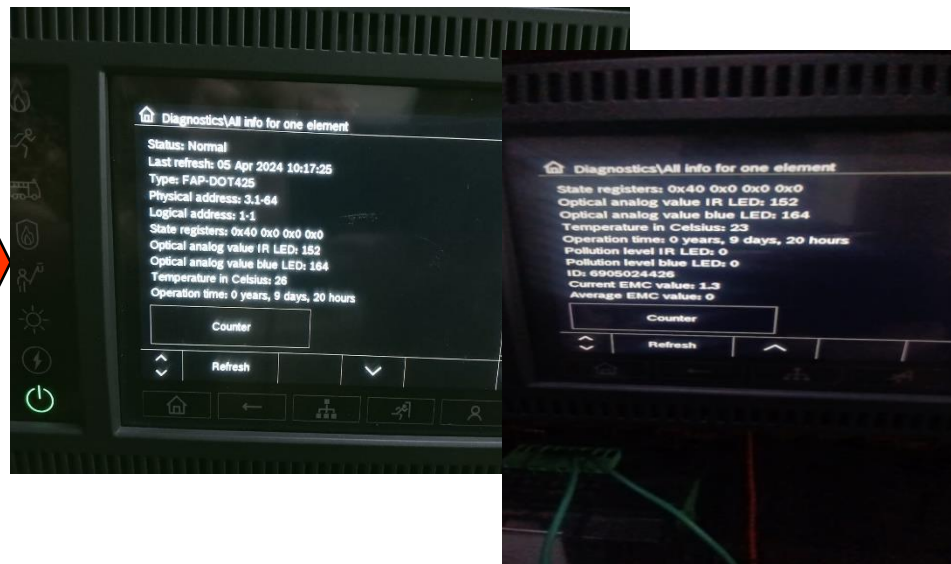 Diagnostics\All info for one element
Status: Normal
Last refresh: 05 Apr 2024 10:17:25
Type: FAP-DOT425
Physical address: 3.1-64
Logical address: 1-1
State registers: 0x40 0x0 0x0 0x0
Optical analog value IR LED: 152
Optical analog value blue LED: 164
Temperature in Celsius: 26
Operation time: 0 years, 9 days, 20 hours
Counter
Refresh
Diagnostics\All info for one element
State registers: 0x40 0x0 0x0 0x0
Optical analog value IR LED: 152
Optical analog value blue LED: 164
Temperature in Celsius: 23
Operation time: 0 years, 9 days, 20 hours
Pollution level IR LED: 0
Pollution level blue LED: 0
ID: 6905024426
Current EMC value: 1.3
Average EMC value: 0
Counter
Refresh